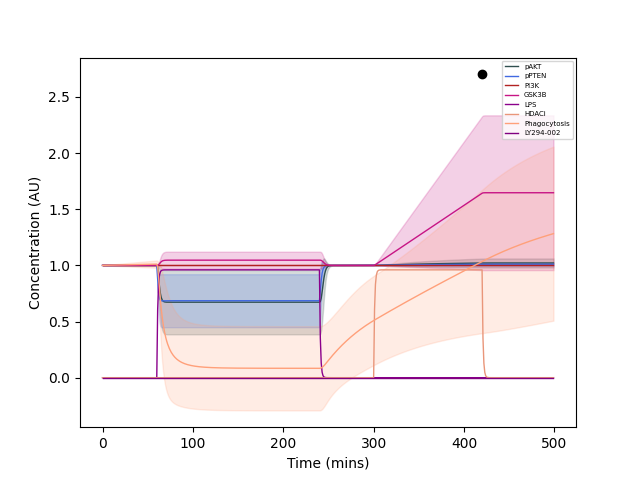 pAKT
pPTEN
PI3K
GSK3B
LPS
HDACi
Phagocytosis
LY294-002
2.5
2.0
1.5
1.0
0.5
0.0
Concentration (AU)
0 100 200 300 400 500
Time (mins)